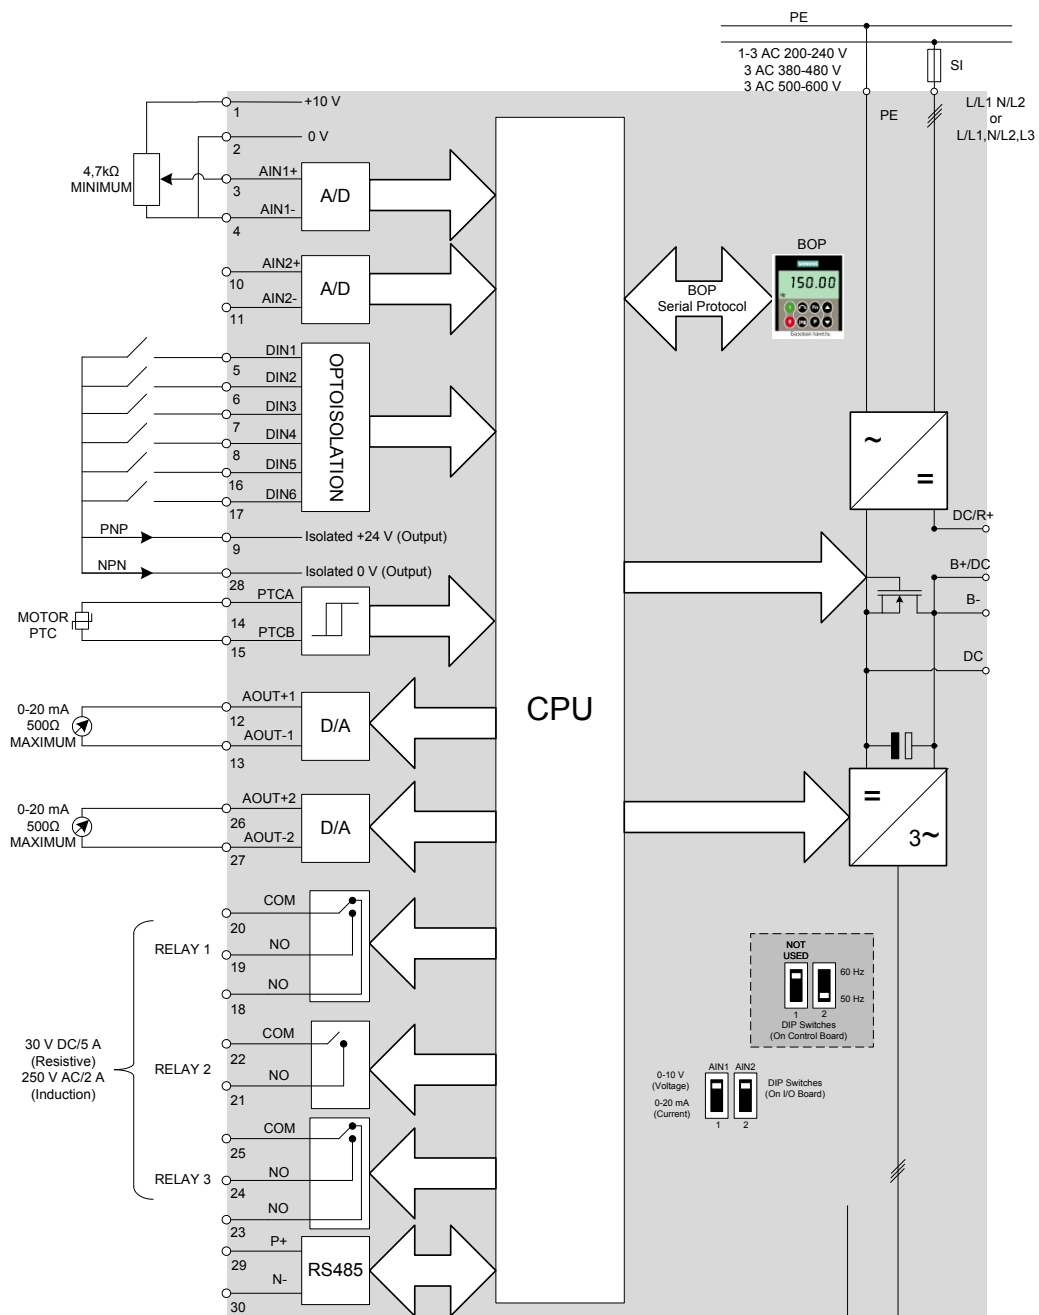 PE
1-3 AC 200-240 V
3 AC 380-480 V
3 AC 500-600 V
SI
PE
L/L1 N/L2
or
L/L1,N/L2,L3
+10 V
1
0 V
2
4,7kΩ
MINIMUM
AIN1+
3
AIN1-
4
A/D
AIN2+
10
AIN2-
11
A/D
BOP
SIEMENS
150.00
BOP
Serial Protocol
DIN1
5
DIN2
6
DIN3
7
DIN4
8
DIN5
16
DIN6
17
OPTOISOLATION
PNP
9
Isolated +24 V (Output)
NPN
28
Isolated 0 V (Output)
MOTOR
PTC
PTCA
14
PTCB
15
~
=
DC/R+
B+/DC
B-
DC
CPU
0-20 mA
500Ω
MAXIMUM
AOUT+1
12
AOUT-1
13
D/A
0-20 mA
500Ω
MAXIMUM
AOUT+2
26
AOUT-2
27
D/A
=
3~
30 V DC/5 A
(Resistive)
250 V AC/2 A
(Induction)
RELAY 1
COM
20
NO
19
NO
18
RELAY 2
COM
22
NO
21
RELAY 3
COM
25
NO
24
NO
23
P+
29
N-
30
RS485
NOT
USED
60 Hz
50 Hz
1 2
DIP Switches
(On Control Board)
AIN1 AIN2
0-10 V
(Voltage)
0-20 mA
(Current)
1 2
DIP Switches
(On I/O Board)